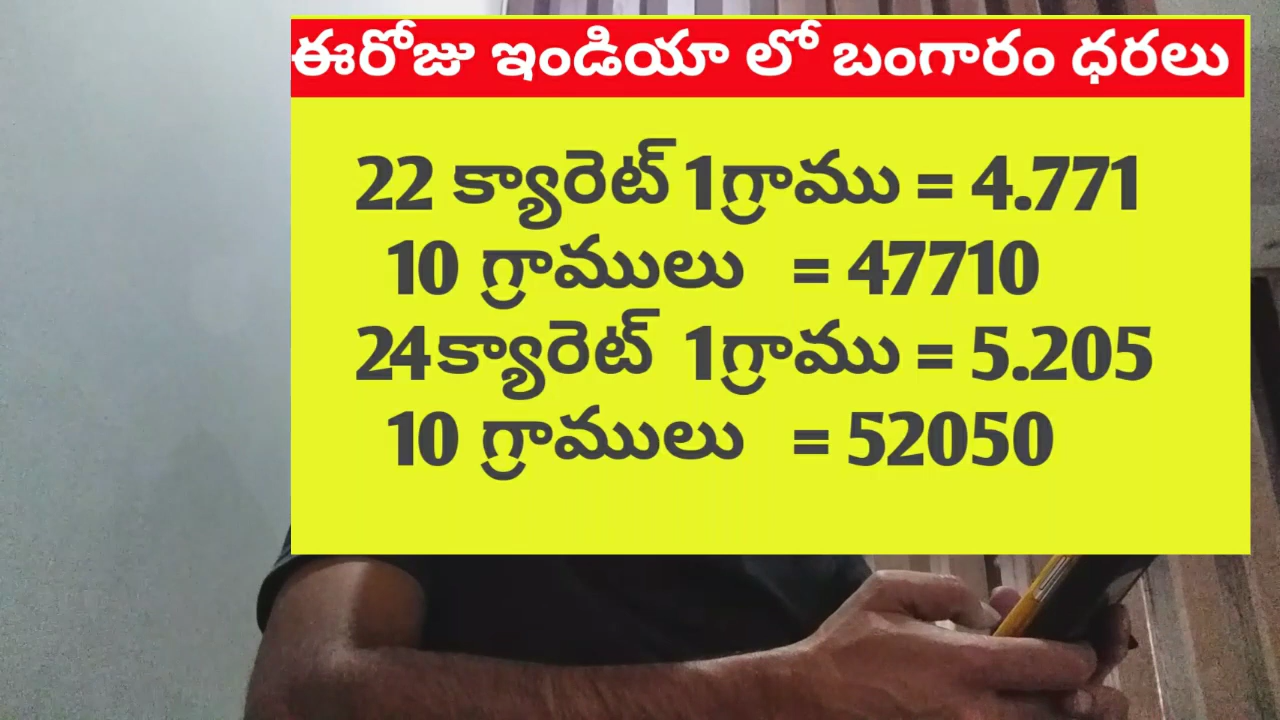 ఈరోజు ఇండియా లో బంగారం ధరలు
22 క్యారెట్ 1గ్రాము = 4.771
10 గ్రాములు = 47710
24క్యారెట్ 1గ్రాము = 5.205
10 గ్రాములు = 52050